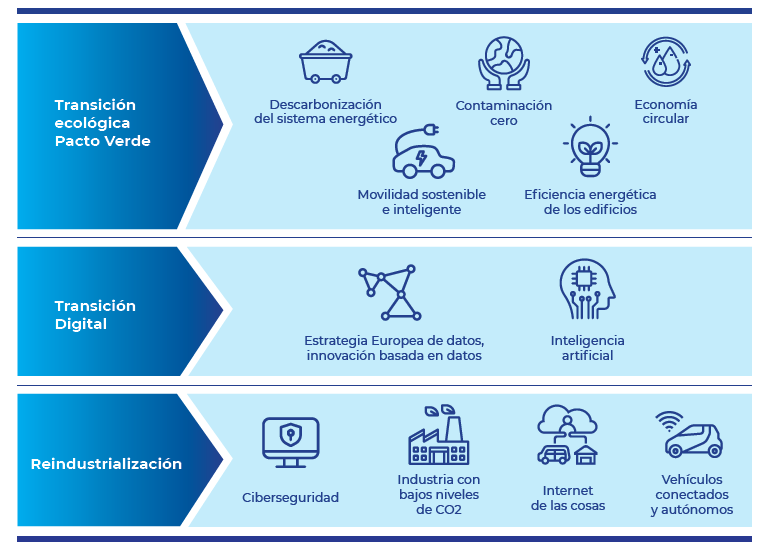 Transición
ecológica
Pacto Verde
Descarbonización
del sistema energético
Contaminación
cero
Economía
circular
Movilidad sostenible
e inteligente
Eficiencia energética
de los edificios
Transición
Digital
Estrategia Europea de datos,
innovación basada en datos
Inteligencia
artificial
Reindustrialización
Ciberseguridad
Industria con
bajos niveles
de CO2
Internet
de las cosas
Vehículos
conectados
y autónomos